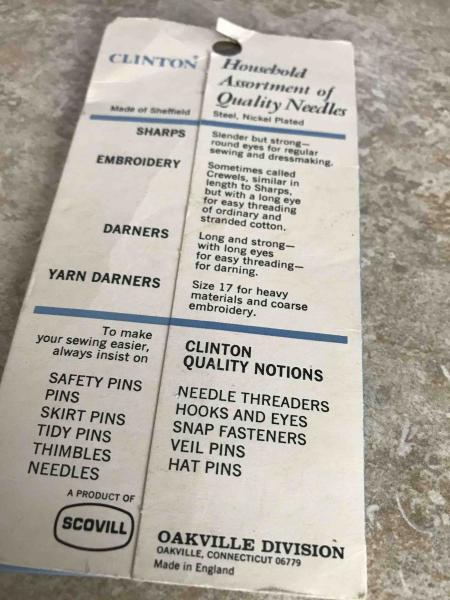 CLINTON®
Household
Assortment of
Quality Needles
Made of Sheffield
Steel, Nickel Plated
SHARPS
Slender but strong—
round eyes for regular
sewing and dressmaking.
EMBROIDERY
Sometimes called
Crewels, similar in
length to Sharps,
but with a long eye
for easy threading
of ordinary and
stranded cotton.
DARNERS
Long and strong—
with long eyes
for easy threading—
for darning.
YARN DARNERS
Size 17 for heavy
materials and coarse
embroidery.
To make
your sewing easier,
always insist on
CLINTON
QUALITY NOTIONS
SAFETY PINS
PINS
SKIRT PINS
TIDY PINS
THIMBLES
NEEDLES
NEEDLE THREADERS
HOOKS AND EYES
SNAP FASTENERS
VEIL PINS
HAT PINS
A PRODUCT OF
SCOVILL
OAKVILLE DIVISION
OAKVILLE, CONNECTICUT 06779
Made in England